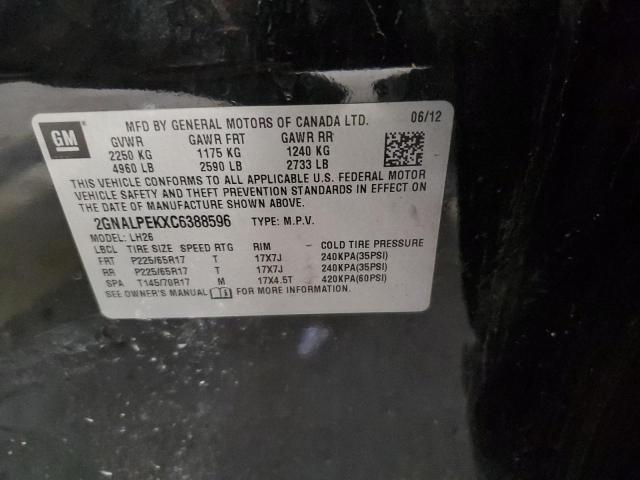 GM
MFD BY GENERAL MOTORS OF CANADA LTD. 06/12
GVWR GAWR FRT GAWR RR
2250 KG 1175 KG 1240 KG
4960 LB 2590 LB 2733 LB
THIS VEHICLE CONFORMS TO ALL APPLICABLE U.S. FEDERAL MOTOR
VEHICLE SAFETY AND THEFT PREVENTION STANDARDS IN EFFECT ON
THE DATE OF MANUFACTURE SHOWN ABOVE.
2GNALPEKXC6388596 TYPE: M.P.V.
MODEL: LH26
LBCL TIRE SIZE SPEED RTG RIM COLD TIRE PRESSURE
FRT P225/65R17 T 17X7J 240KPA(35PSI)
RR P225/65R17 T 17X7J 240KPA(35PSI)
SPA T145/70R17 M 17X4.5T 420KPA(60PSI)
SEE OWNER'S MANUAL FOR MORE INFORMATION.